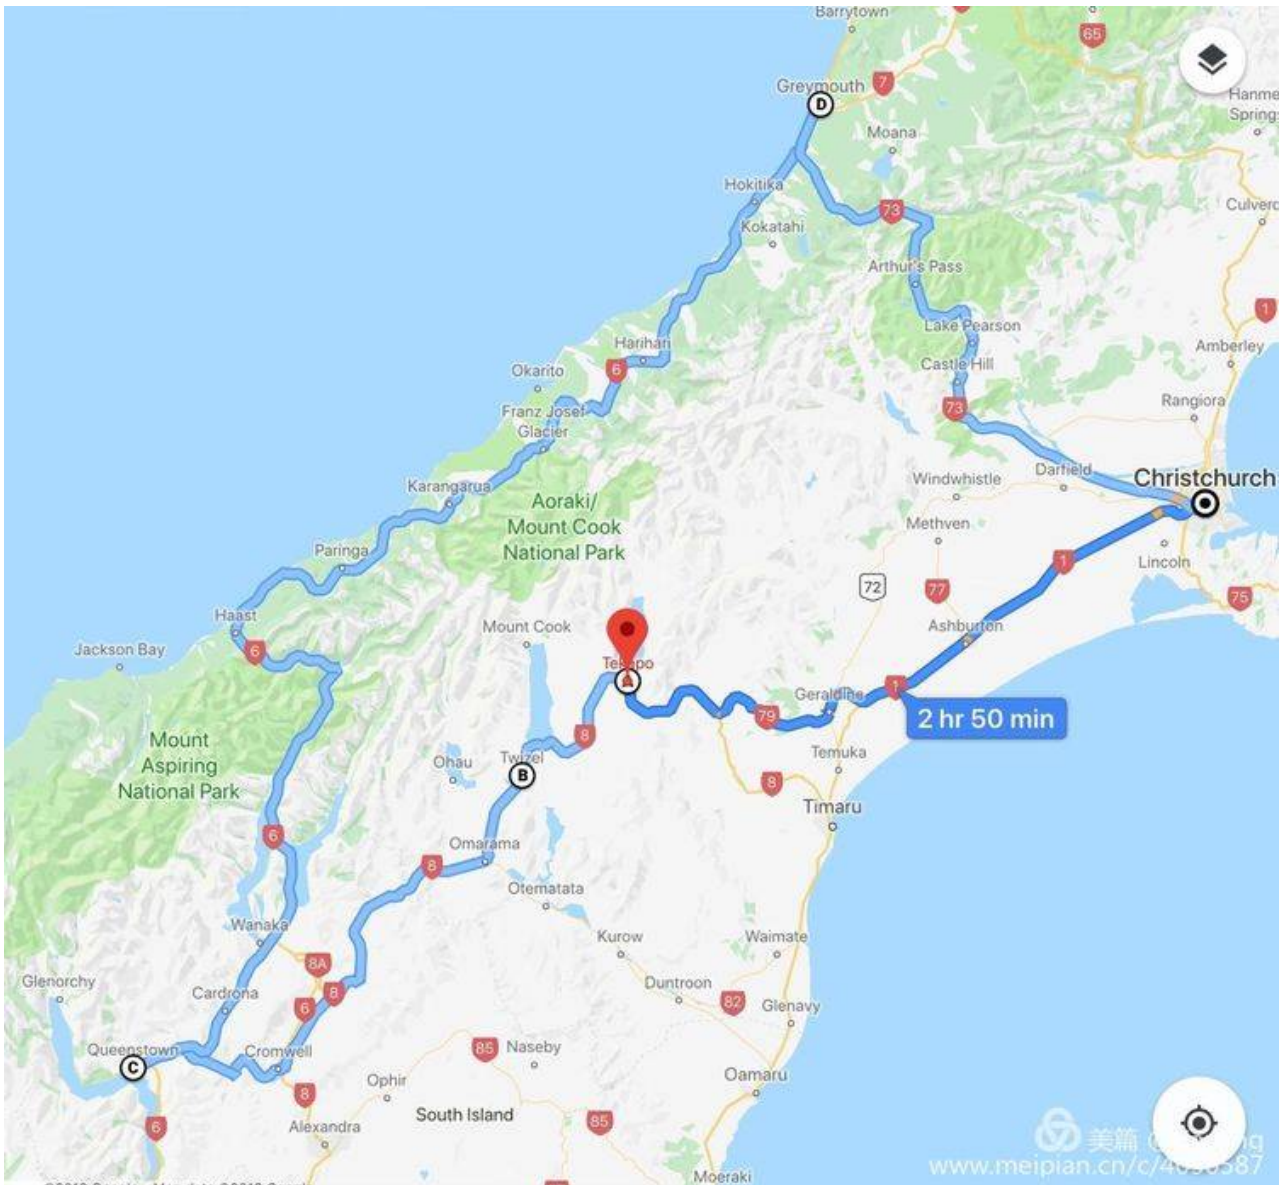 Barrytown
65
Greymouth
7
D
Hanme
Spring
Moana
Hokitika
73
Culverd
Kokatahi
Arthur's Pass
1
Lake Pearson
Harihari
Amberley
Okarito
6
Castle Hill
Franz Josef
Glacier
73
Rangiora
Darfield
Christchurch
Windwhistle
Karangarua
Aoraki/
Mount Cook
National Park
Methven
Paringa
1
Lincoln
72
77
75
Haast
Mount Cook
Ashburton
Jackson Bay
6
Tekapo
A
Geraldine
1
2 hr 50 min
79
8
Mount
Aspiring
National Park
Ohau
Twizel
B
Temuka
8
Timaru
6
Omarama
8
Otematata
Wanaka
Kurow
Waimate
8A
Glenorchy
Cardrona
8
6
Duntroon
82
Glenavy
Queenstown
C
Cromwell
85
Naseby
Ophir
Oamaru
8
South Island
6
Alexandra
85
Moeraki
美篇
www.meipian.cn/c/